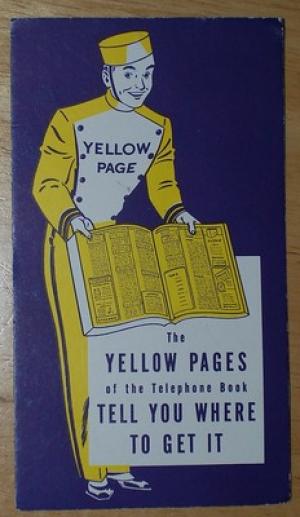 YELLOW
PAGE
The
YELLOW PAGES
of the Telephone Book
TELL YOU WHERE
TO GET IT